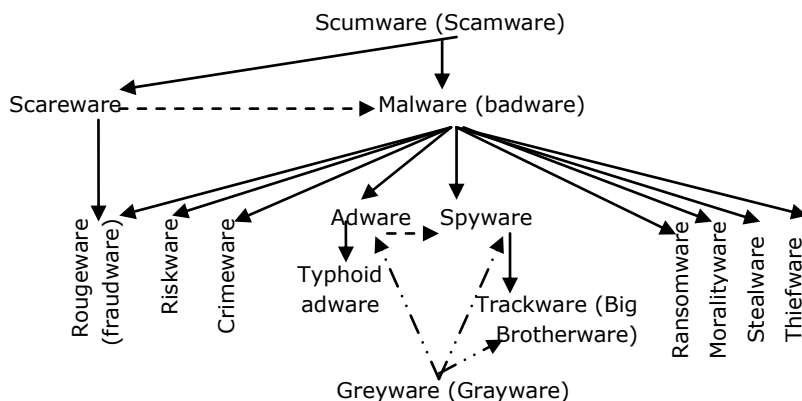 Scumware (Scamware)
Scareware
Malware (badware)
Rougeware
(fraudware)
Riskware
Crimeware
Adware
Spyware
Typhoid
adware
Trackware (Big
Brotherware)
Ransomware
Moralityware
Stealware
Thiefware
Greyware (Grayware)